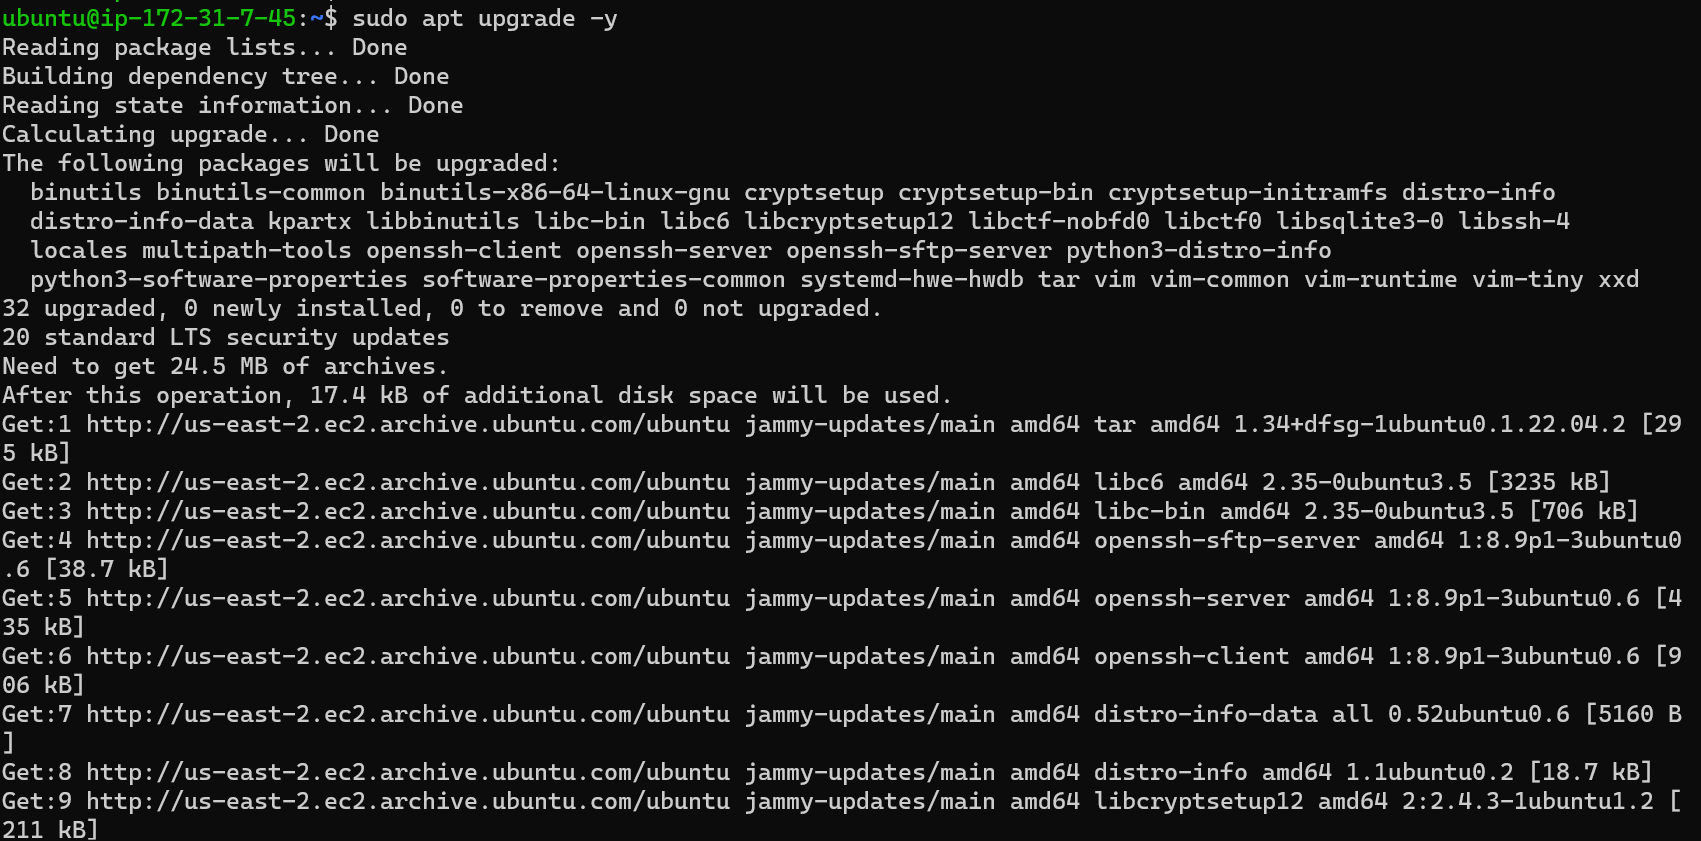 ubuntu@ip-172-31-7-45:~$ sudo apt upgrade -y
Reading package lists... Done
Building dependency tree... Done
Reading state information... Done
Calculating upgrade... Done
The following packages will be upgraded:
  binutils binutils-common binutils-x86-64-linux-gnu cryptsetup cryptsetup-bin cryptsetup-initramfs distro-info
  distro-info-data kpartx libbinutils libc-bin libc6 libcryptsetup12 libctf-nobfd0 libctf0 libsqlite3-0 libssh-4
  locales multipath-tools openssh-client openssh-server openssh-sftp-server python3-distro-info
  python3-software-properties software-properties-common systemd-hwe-hwdb tar vim vim-common vim-runtime vim-tiny xxd
32 upgraded, 0 newly installed, 0 to remove and 0 not upgraded.
20 standard LTS security updates
Need to get 24.5 MB of archives.
After this operation, 17.4 kB of additional disk space will be used.
Get:1 http://us-east-2.ec2.archive.ubuntu.com/ubuntu jammy-updates/main amd64 tar amd64 1.34+dfsg-1ubuntu0.1.22.04.2 [29
5 kB]
Get:2 http://us-east-2.ec2.archive.ubuntu.com/ubuntu jammy-updates/main amd64 libc6 amd64 2.35-0ubuntu3.5 [3235 kB]
Get:3 http://us-east-2.ec2.archive.ubuntu.com/ubuntu jammy-updates/main amd64 libc-bin amd64 2.35-0ubuntu3.5 [706 kB]
Get:4 http://us-east-2.ec2.archive.ubuntu.com/ubuntu jammy-updates/main amd64 openssh-sftp-server amd64 1:8.9p1-3ubuntu0
.6 [38.7 kB]
Get:5 http://us-east-2.ec2.archive.ubuntu.com/ubuntu jammy-updates/main amd64 openssh-server amd64 1:8.9p1-3ubuntu0.6 [4
35 kB]
Get:6 http://us-east-2.ec2.archive.ubuntu.com/ubuntu jammy-updates/main amd64 openssh-client amd64 1:8.9p1-3ubuntu0.6 [9
06 kB]
Get:7 http://us-east-2.ec2.archive.ubuntu.com/ubuntu jammy-updates/main amd64 distro-info-data all 0.52ubuntu0.6 [5160 B
]
Get:8 http://us-east-2.ec2.archive.ubuntu.com/ubuntu jammy-updates/main amd64 distro-info amd64 1.1ubuntu0.2 [18.7 kB]
Get:9 http://us-east-2.ec2.archive.ubuntu.com/ubuntu jammy-updates/main amd64 libcryptsetup12 amd64 2:2.4.3-1ubuntu1.2 [
211 kB]